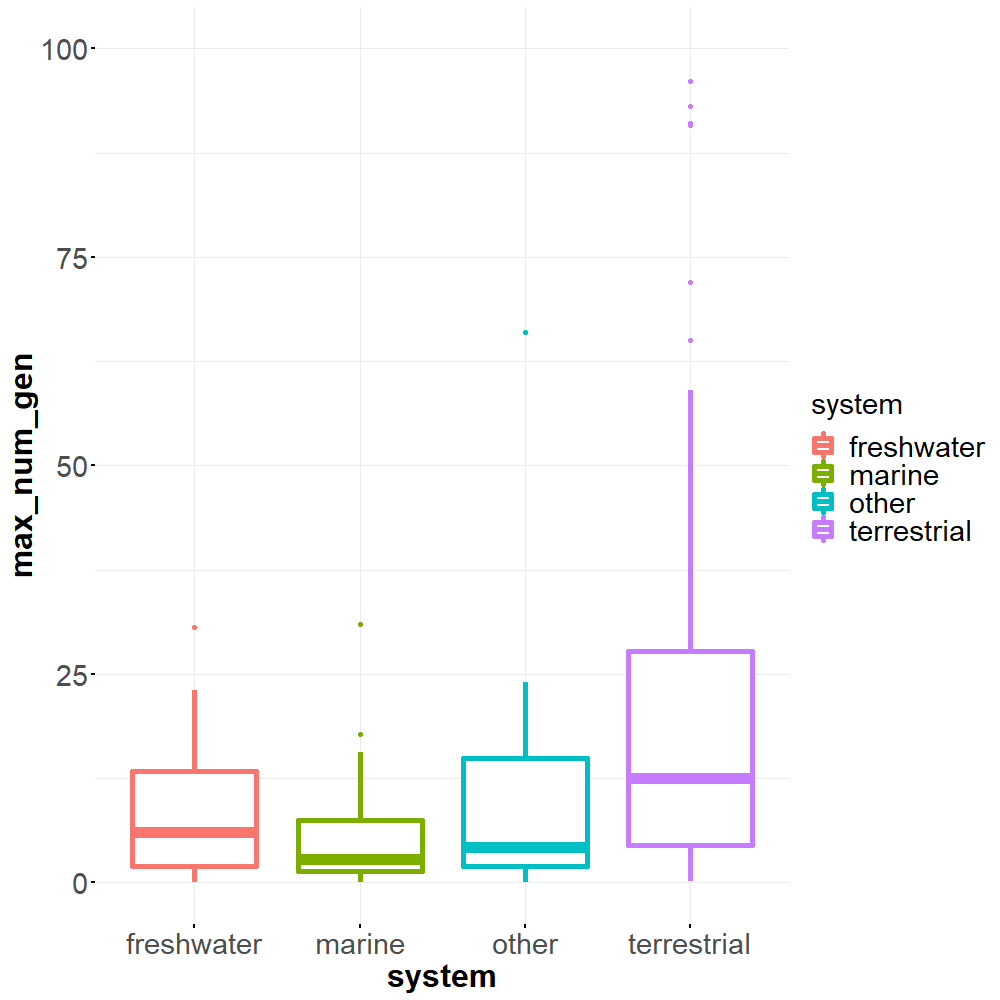 100
75
50
25
0
max_num_gen
freshwater marine other terrestrial
system
system
freshwater
marine
other
terrestrial